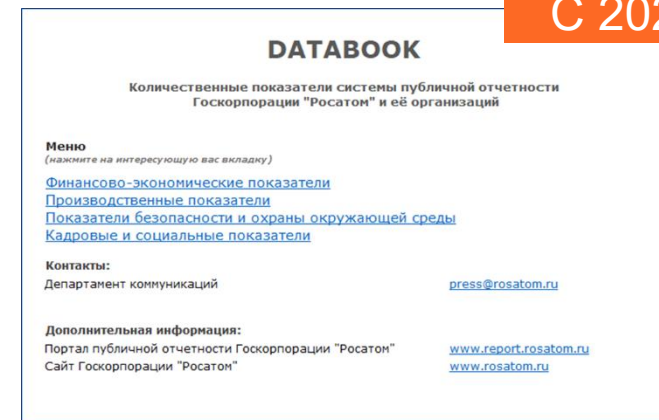 С 202
DATABOOK
Количественные показатели системы публичной отчетности
Госкорпорации "Росатом" и её организаций
Меню
(нажмите на интересующую вас вкладку)
Финансово-экономические показатели
Производственные показатели
Показатели безопасности и охраны окружающей среды
Кадровые и социальные показатели
Контакты:
Департамент коммуникаций press@rosatom.ru
Дополнительная информация:
Портал публичной отчетности Госкорпорации "Росатом" www.report.rosatom.ru
Сайт Госкорпорации "Росатом" www.rosatom.ru